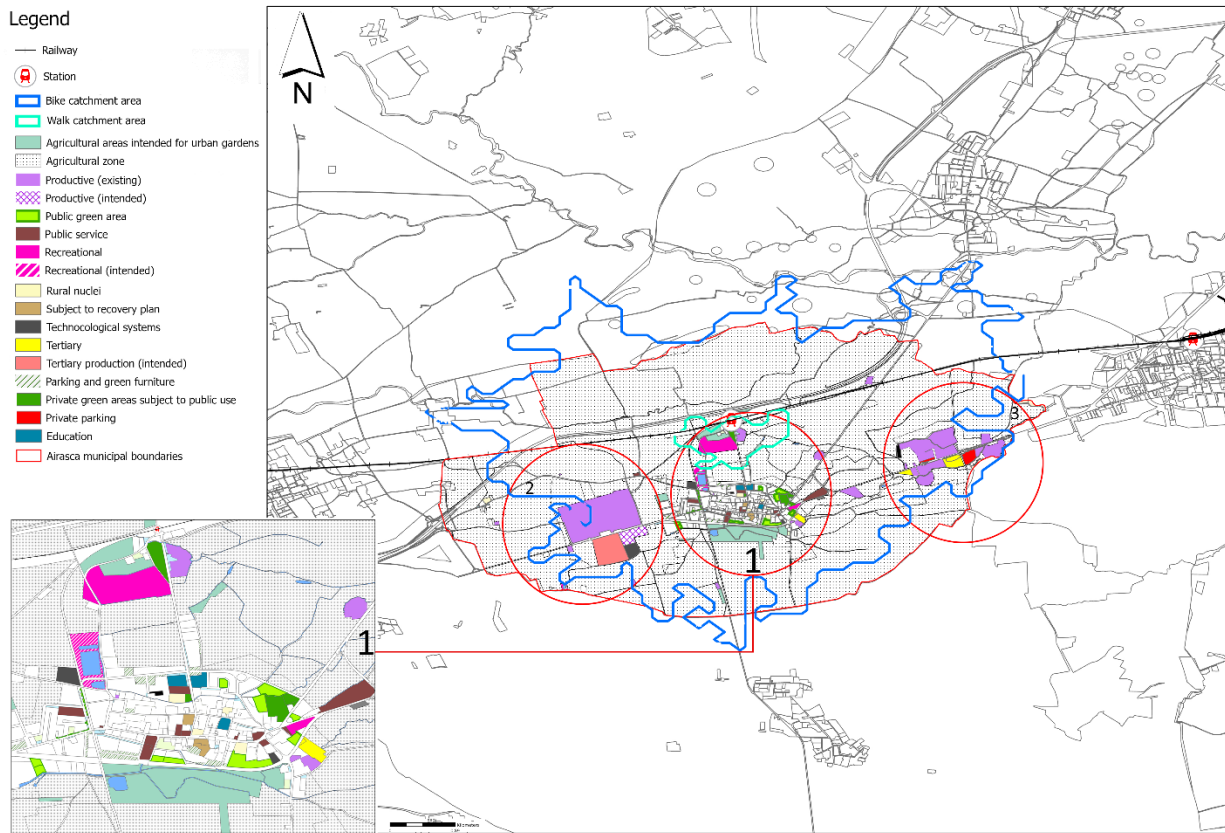 Legend
Railway
Station
Bike catchment area
Walk catchment area
Agricultural areas intended for urban gardens
Agricultural zone
Productive (existing)
Productive (intended)
Public green area
Public service
Recreational
Recreational (intended)
Rural nuclei
Subject to recovery plan
Technocological systems
Tertiary
Tertiary production (intended)
Parking and green furniture
Private green areas subject to public use
Private parking
Education
Airasca municipal boundaries
N
3
2
1
1
kilometers